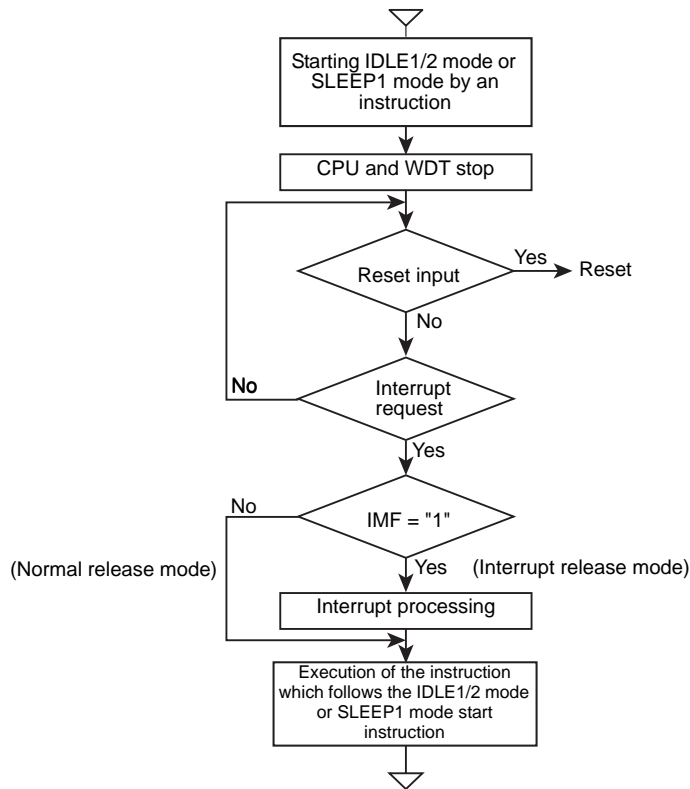 Starting IDLE1/2 mode or
SLEEP1 mode by an
instruction
CPU and WDT stop
Reset input
Yes
Reset
No
Interrupt
request
No
Yes
IMF = "1"
No
(Normal release mode)
Yes
(Interrupt release mode)
Interrupt processing
Execution of the instruction
which follows the IDLE1/2 mode
or SLEEP1 mode start
instruction